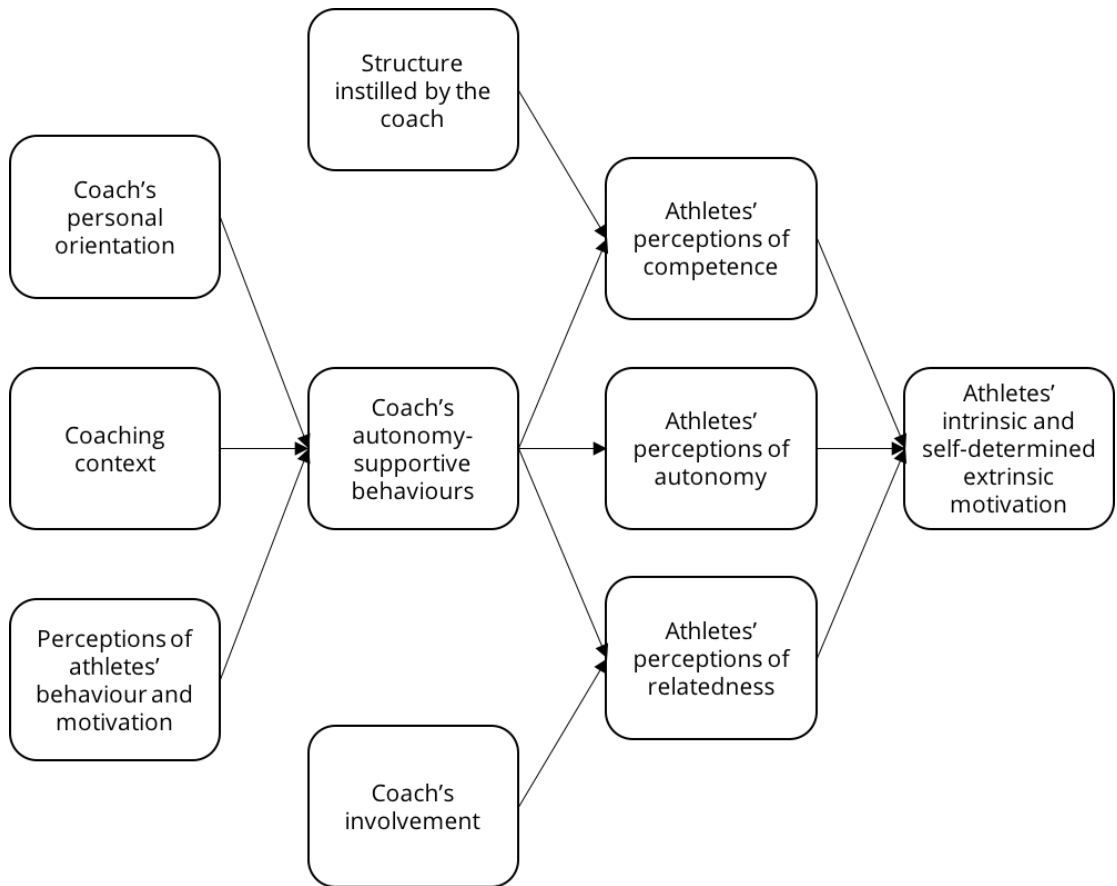 Structure
instilled by the
coach
Coach’s
personal
orientation
Athletes’
perceptions of
competence
Coaching
context
Coach’s
autonomy-
supportive
behaviours
Athletes’
perceptions of
autonomy
Athletes’
intrinsic and
self-determined
extrinsic
motivation
Perceptions of
athletes’
behaviour and
motivation
Athletes’
perceptions of
relatedness
Coach’s
involvement